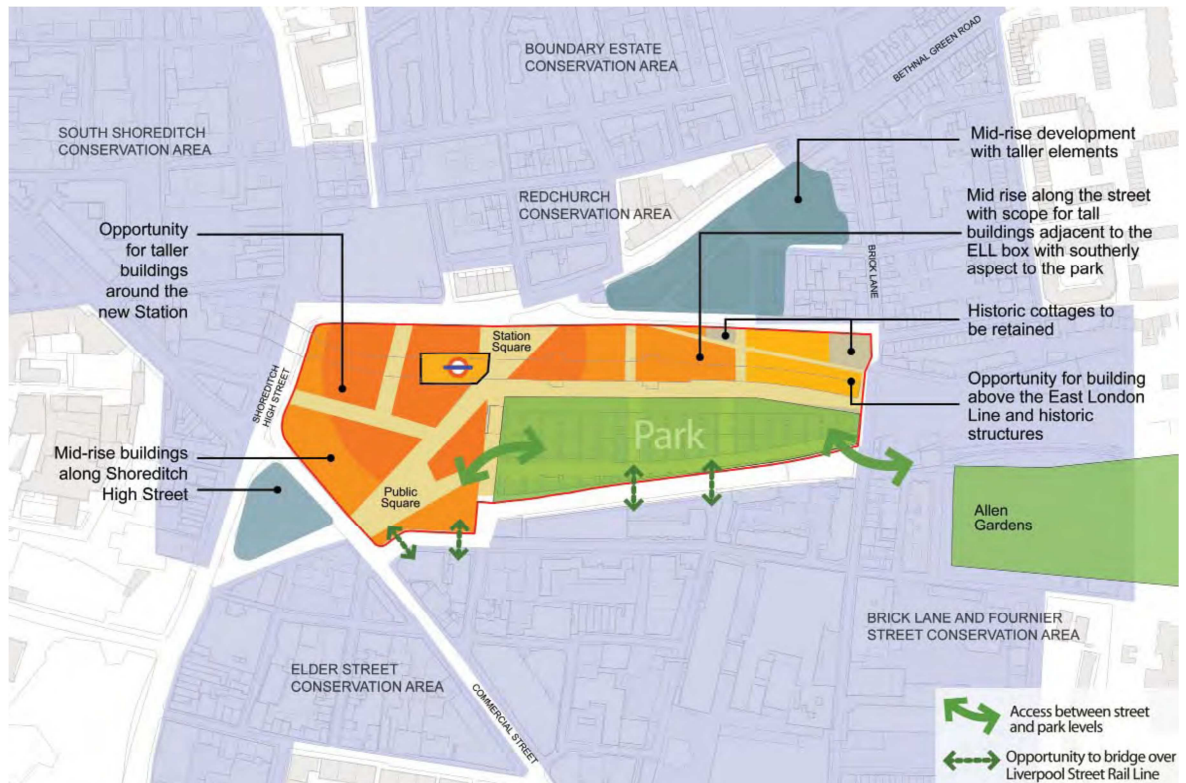 BOUNDARY ESTATE
CONSERVATION AREA
BETHNAL GREEN ROAD
SOUTH SHOREDITCH
CONSERVATION AREA
Mid-rise development
with taller elements
REDCHURCH
CONSERVATION AREA
Mid rise along the street
with scope for tall
buildings adjacent to the
ELL box with southerly
aspect to the park
Opportunity
for taller
buildings
around the
new Station
BRICK LANE
Historic cottages to
be retained
Station
Square
SHOREDITCH
HIGH STREET
Opportunity for building
above the East London
Line and historic
structures
Park
Mid-rise buildings
along Shoreditch
High Street
Public
Square
Allen
Gardens
BRICK LANE AND FOURNIER
STREET CONSERVATION AREA
ELDER STREET
CONSERVATION AREA
COMMERCIAL STREET
Access between street
and park levels
Opportunity to bridge over
Liverpool Street Rail Line